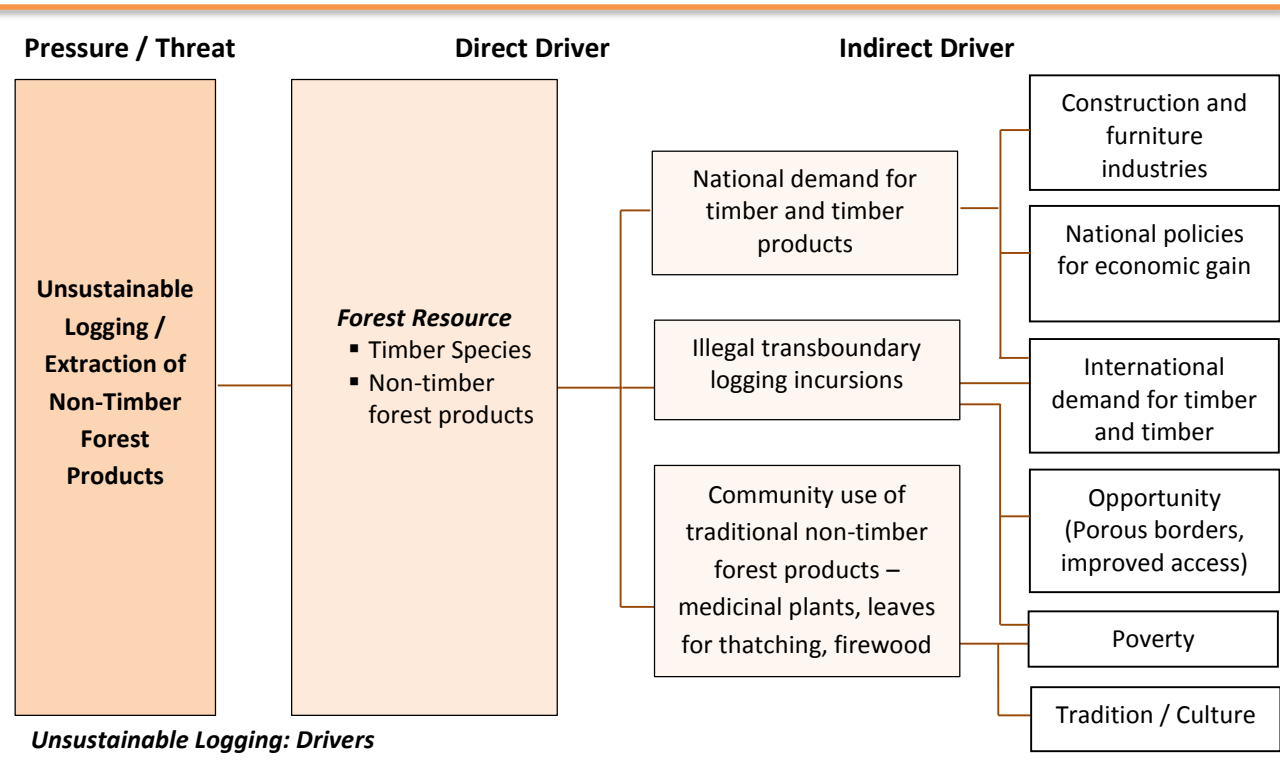 Pressure / Threat
Direct Driver
Indirect Driver
Unsustainable
Logging /
Extraction of
Non-Timber
Forest
Products
Forest Resource
▪ Timber Species
▪ Non-timber
forest products
National demand for
timber and timber
products
Illegal transboundary
logging incursions
Community use of
traditional non-timber
forest products –
medicinal plants, leaves
for thatching, firewood
Construction and
furniture
industries
National policies
for economic gain
International
demand for timber
and timber
Opportunity
(Porous borders,
improved access)
Poverty
Tradition / Culture
Unsustainable Logging: Drivers